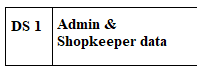 DS 1
Admin &
Shopkeeper data